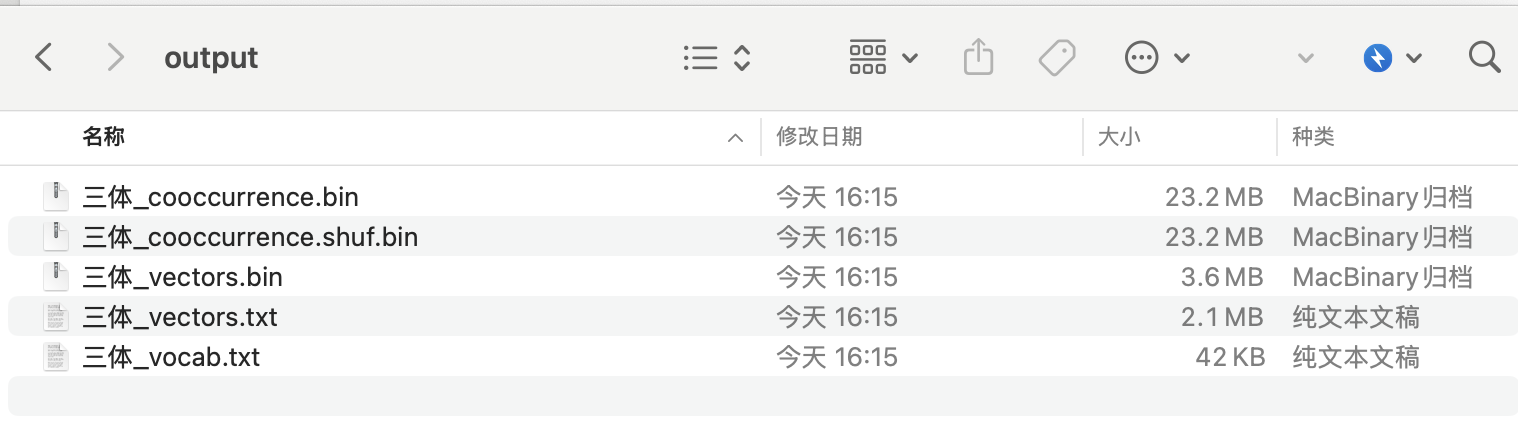 output
名称 修改日期 大小 种类
三体_cooccurrence.bin 今天 16:15 23.2 MB MacBinary归档
三体_cooccurrence.shuf.bin 今天 16:15 23.2 MB MacBinary归档
三体_vectors.bin 今天 16:15 3.6 MB MacBinary归档
三体_vectors.txt 今天 16:15 2.1 MB 纯文本文稿
三体_vocab.txt 今天 16:15 42 KB 纯文本文稿